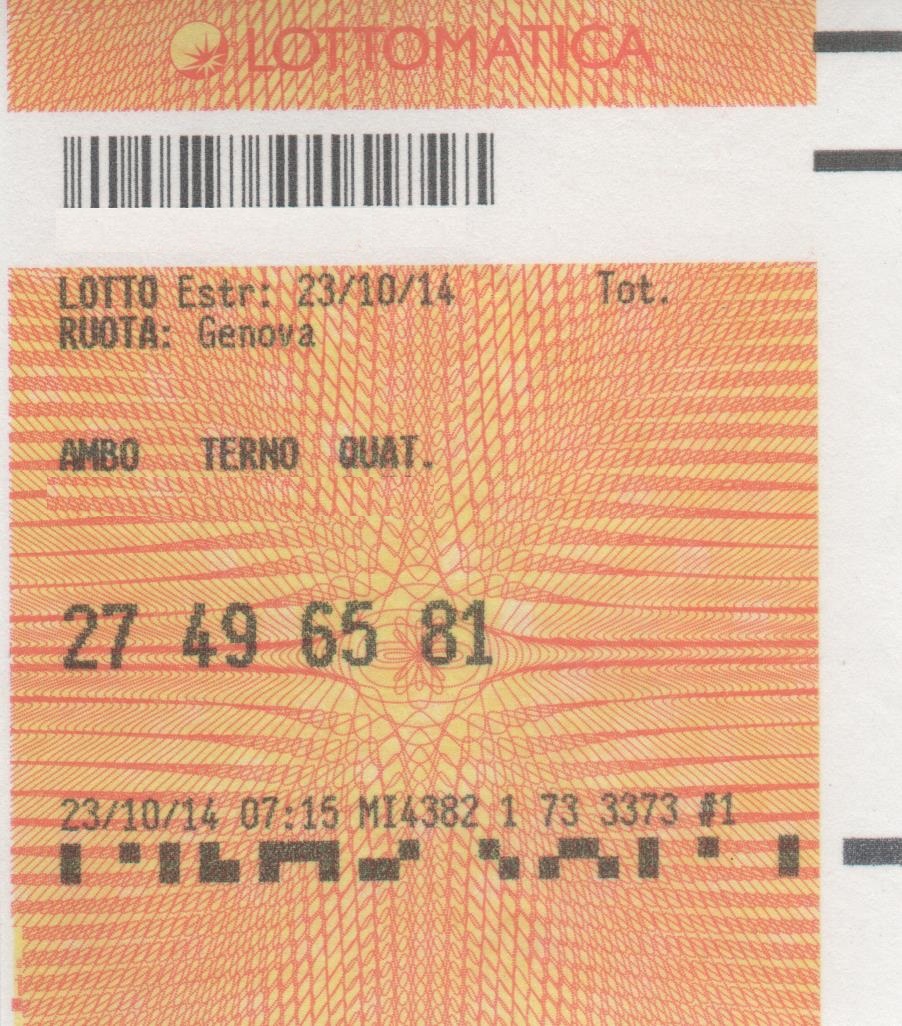 LOTTOMATICA
LOTTO Estr: 23/10/14 Tot.
RUOTA: Genova
AMBO TERNO QUAT.
27 49 65 81
23/10/14 07:15 MI4382 1 73 3373 #1